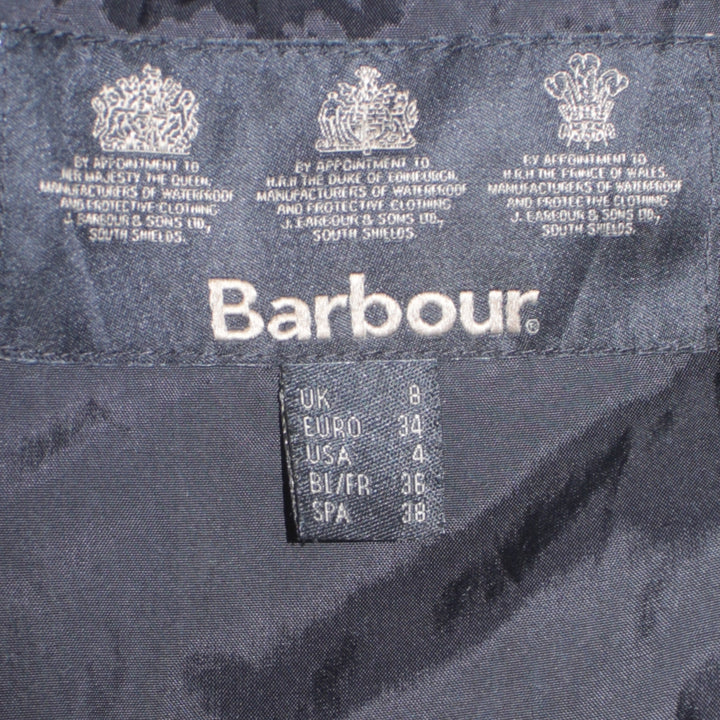 BY APPOINTMENT TO
HER MAJESTY THE QUEEN,
MANUFACTURERS OF WATERPROOF
AND PROTECTIVE CLOTHING
J. BARBOUR & SONS LTD.,
SOUTH SHIELDS.
BY APPOINTMENT TO
H.R.H THE DUKE OF EDINBURGH,
MANUFACTURERS OF WATERPROOF
AND PROTECTIVE CLOTHING
J. BARBOUR & SONS LTD.,
SOUTH SHIELDS.
BY APPOINTMENT TO
H.R.H THE PRINCE OF WALES,
MANUFACTURERS OF WATERPROOF
AND PROTECTIVE CLOTHING
J. BARBOUR & SONS LTD.,
SOUTH SHIELDS.
Barbour®
UK 8
EURO 34
USA 4
BL/FR 36
SPA 38